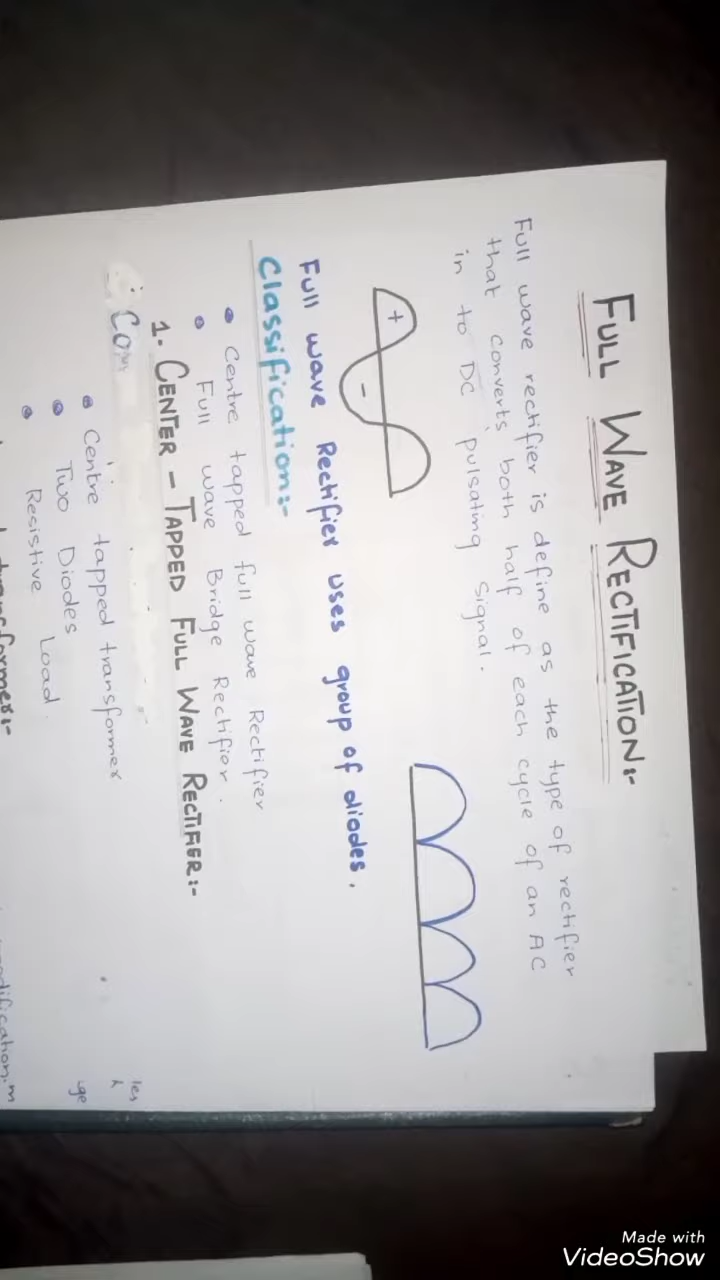 FULL WAVE RECTIFICATION:-
Full wave rectifier is define as the type of rectifier
that converts both half of each cycle of an AC
in to DC pulsating signal.
+
-
Full wave Rectifier uses group of diodes.
Classification:-
Centre tapped full wave Rectifier
Full wave Bridge Rectifier.
1- CENTER - TAPPED FULL WAVE RECTIFIER:-
Centre tapped transformer
Two Diodes
Resistive Load.
Made with
VideoShow